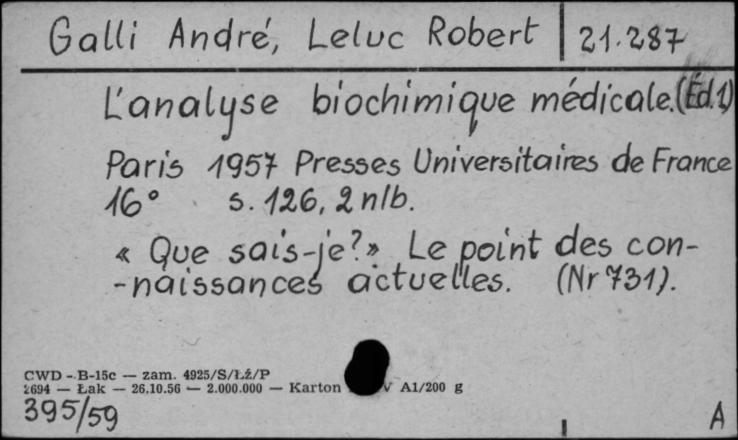 Galli André, Leluc Robert 21.287
L'analyse biochimique médicale. (Éd. 1)
Paris 1957 Presses Universitaires de France
16° s. 126, 2 nlb.
« Que sais-je? » Le point des con-
-naissances actuelles. (Nr 731).
CWD - B-15c — zam. 4925/S/Łź/P
2694 — Łak — 26.10.56 — 2.000.000 — Karton V A1/200 g
395/59 A